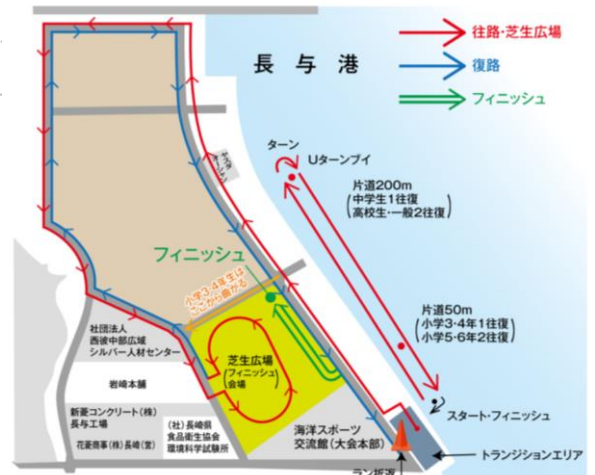 往路・芝生広場
復路
フィニッシュ
長与港
ターン
Uターンブイ
片道200m
(中学生1往復
高校生・一般2往復)
フィニッシュ
小学3・4年生は
ここから曲がる
片道50m
(小学3・4年1往復
小学5・6年2往復)
社団法人
西彼中部広域
シルバー人材センター
芝生広場
(フィニッシュ
会場)
スタート・フィニッシュ
岩崎本舗
新菱コンクリート(株)
長与工場
花菱商事(株)長崎(営)
(社)長崎県
食品衛生協会
環境科学試験所
海洋スポーツ
交流館(大会本部)
トランジションエリア
ラン折返